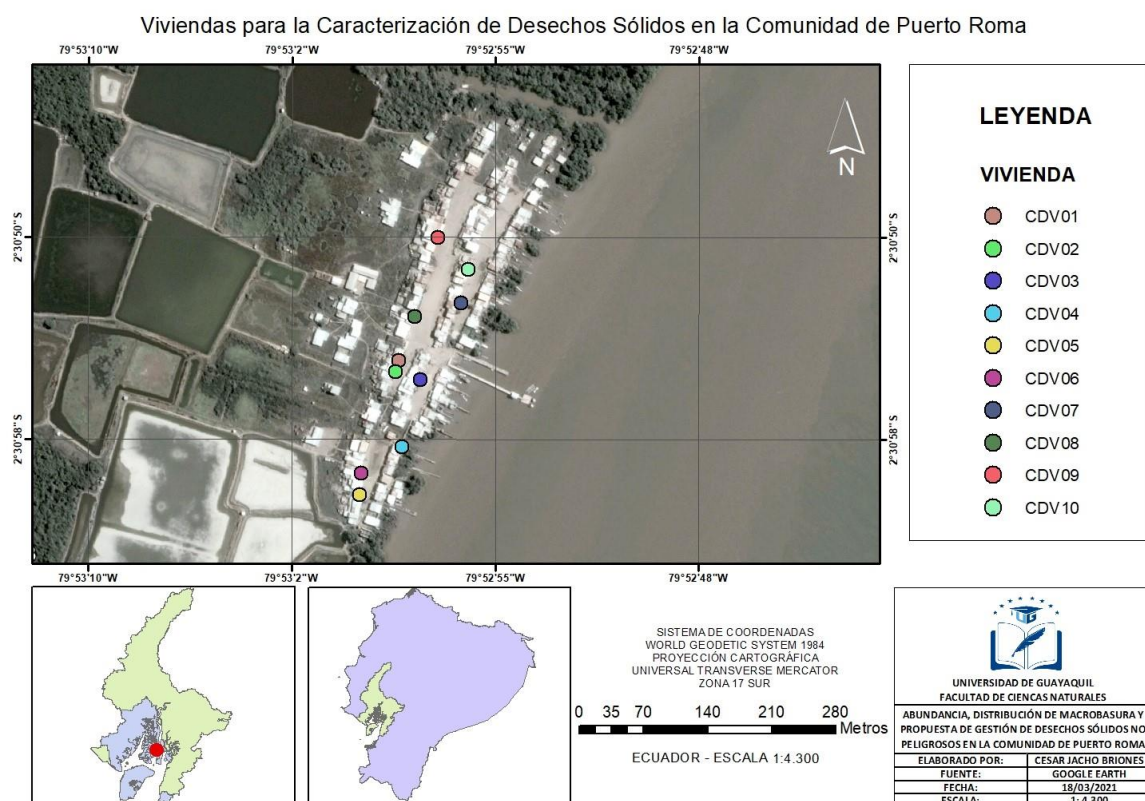 Viviendas para la Caracterización de Desechos Sólidos en la Comunidad de Puerto Roma
79°53'10"W 79°53'2"W 79°52'55"W 79°52'48"W
N
2°30'50"S 2°30'50"S
2°30'58"S 2°30'58"S
79°53'10"W 79°53'2"W 79°52'55"W 79°52'48"W
LEYENDA
VIVIENDA
CDV01
CDV02
CDV03
CDV04
CDV05
CDV06
CDV07
CDV08
CDV09
CDV10
SISTEMA DE COORDENADAS
WORLD GEODETIC SYSTEM 1984
PROYECCIÓN CARTOGRÁFICA
UNIVERSAL TRANSVERSE MERCATOR
ZONA 17 SUR
0 35 70 140 210 280
Metros
ECUADOR - ESCALA 1:4.300
UG
UNIVERSIDAD DE GUAYAQUIL
FACULTAD DE CIENCAS NATURALES
ABUNDANCIA, DISTRIBUCIÓN DE MACROBASURA Y
PROPUESTA DE GESTIÓN DE DESECHOS SÓLIDOS NO
PELIGROSOS EN LA COMUNIDAD DE PUERTO ROMA
ELABORADO POR: CESAR JACHO BRIONES
FUENTE: GOOGLE EARTH
FECHA: 18/03/2021
ESCALA: 1: 4.300